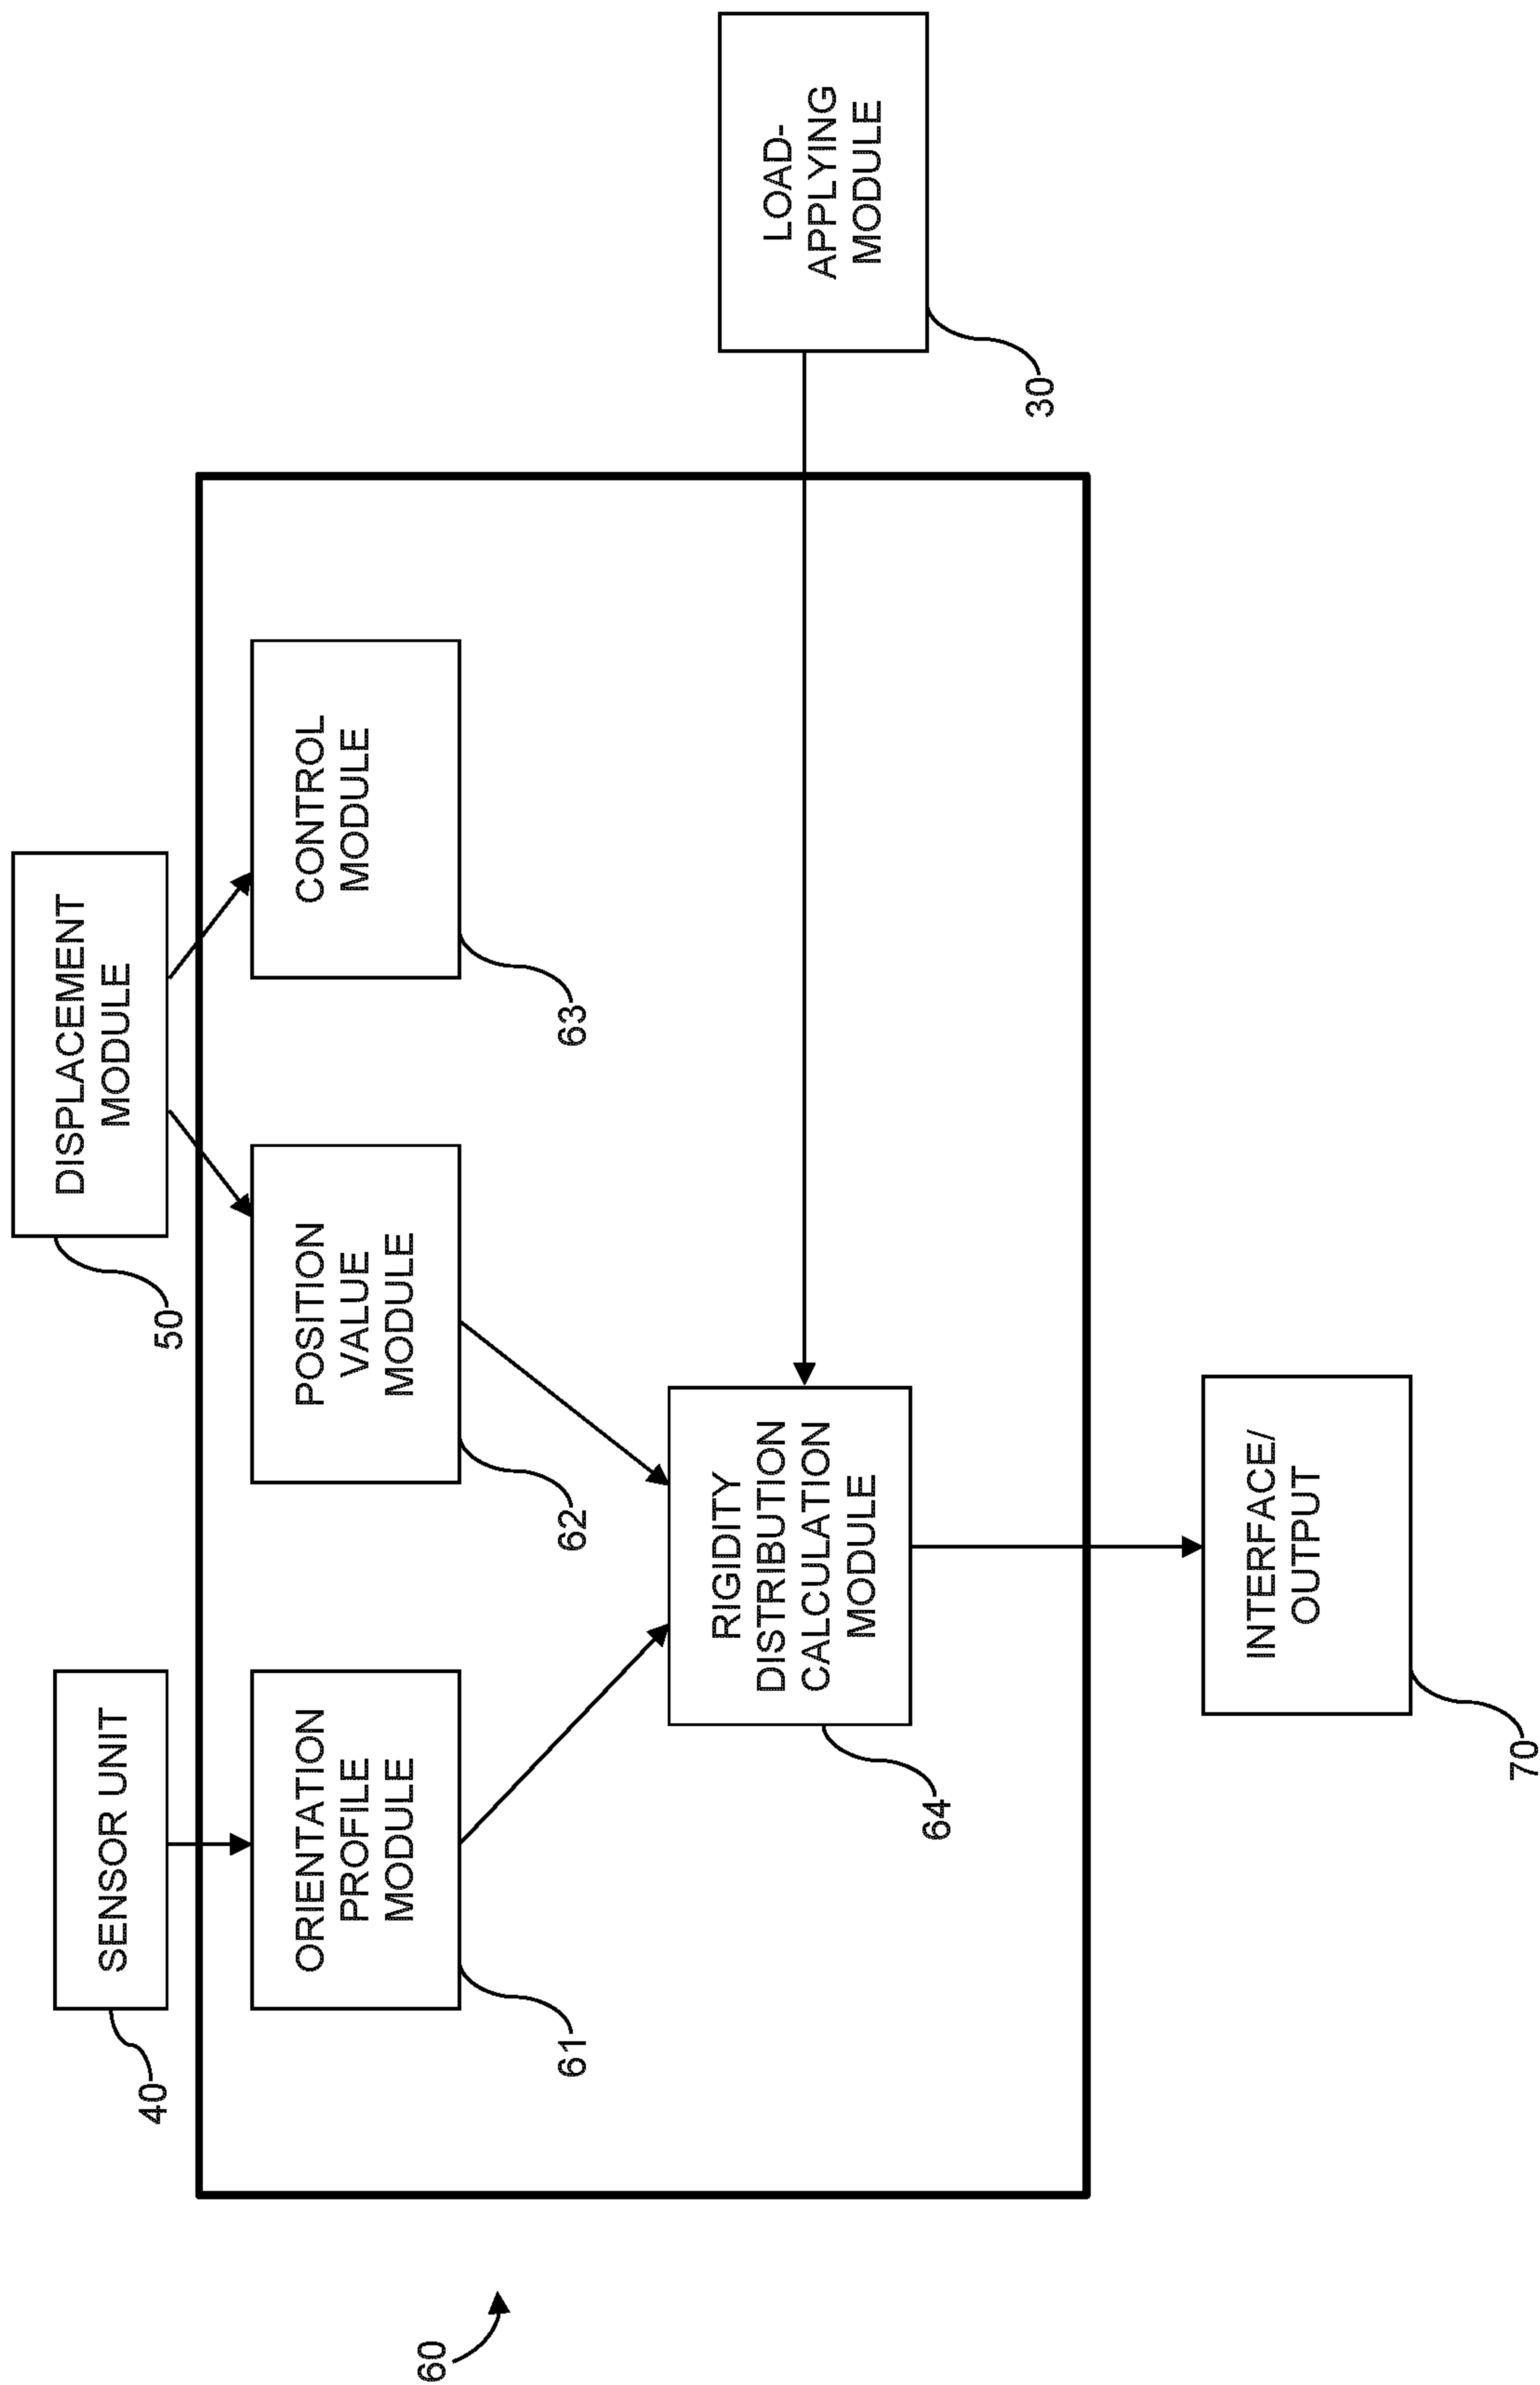 40
SENSOR UNIT
50
DISPLACEMENT
MODULE
60
ORIENTATION
PROFILE
MODULE
61
POSITION
VALUE
MODULE
62
CONTROL
MODULE
63
RIGIDITY
DISTRIBUTION
CALCULATION
MODULE
64
LOAD-
APPLYING
MODULE
30
INTERFACE/
OUTPUT
70